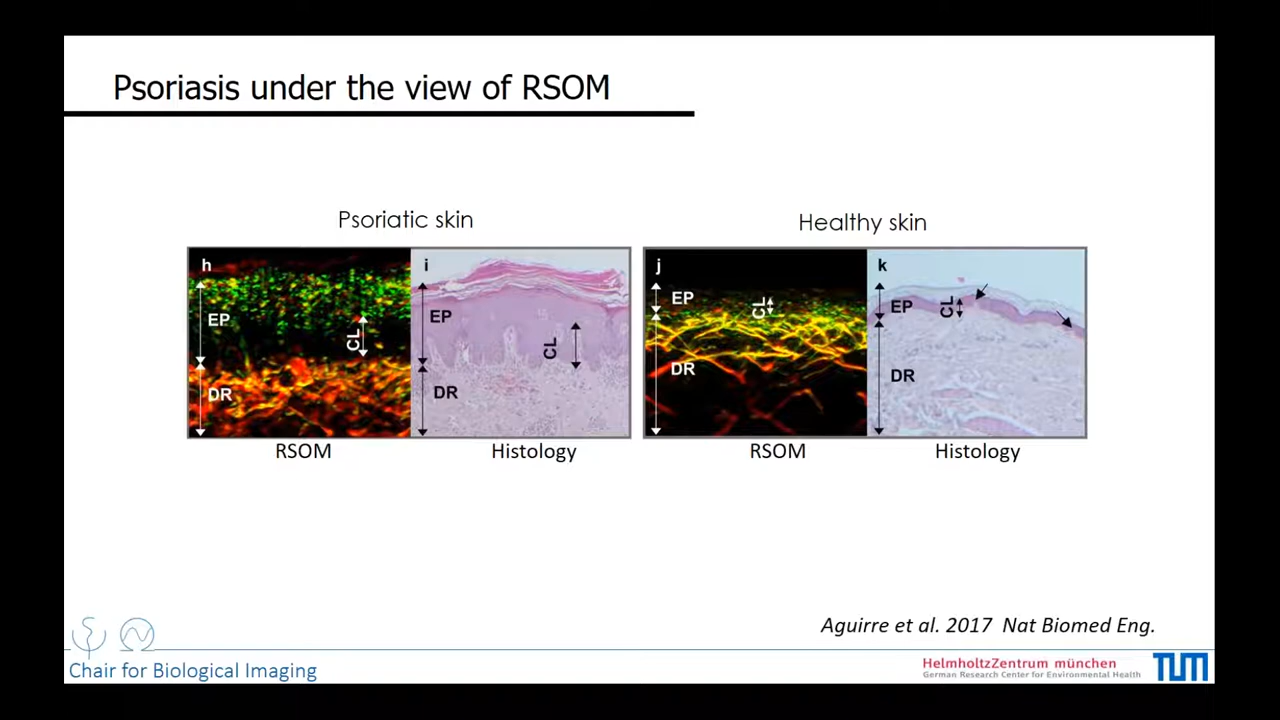 Psoriasis under the view of RSOM
Psoriatic skin
Healthy skin
h
EP
CL
DR
i
EP
CL
DR
j
EP
CL
DR
k
EP
CL
DR
RSOM
Histology
RSOM
Histology
Aguirre et al. 2017 Nat Biomed Eng.
Chair for Biological Imaging
HelmholtzZentrum münchen
German Research Center for Environmental Health
TUM